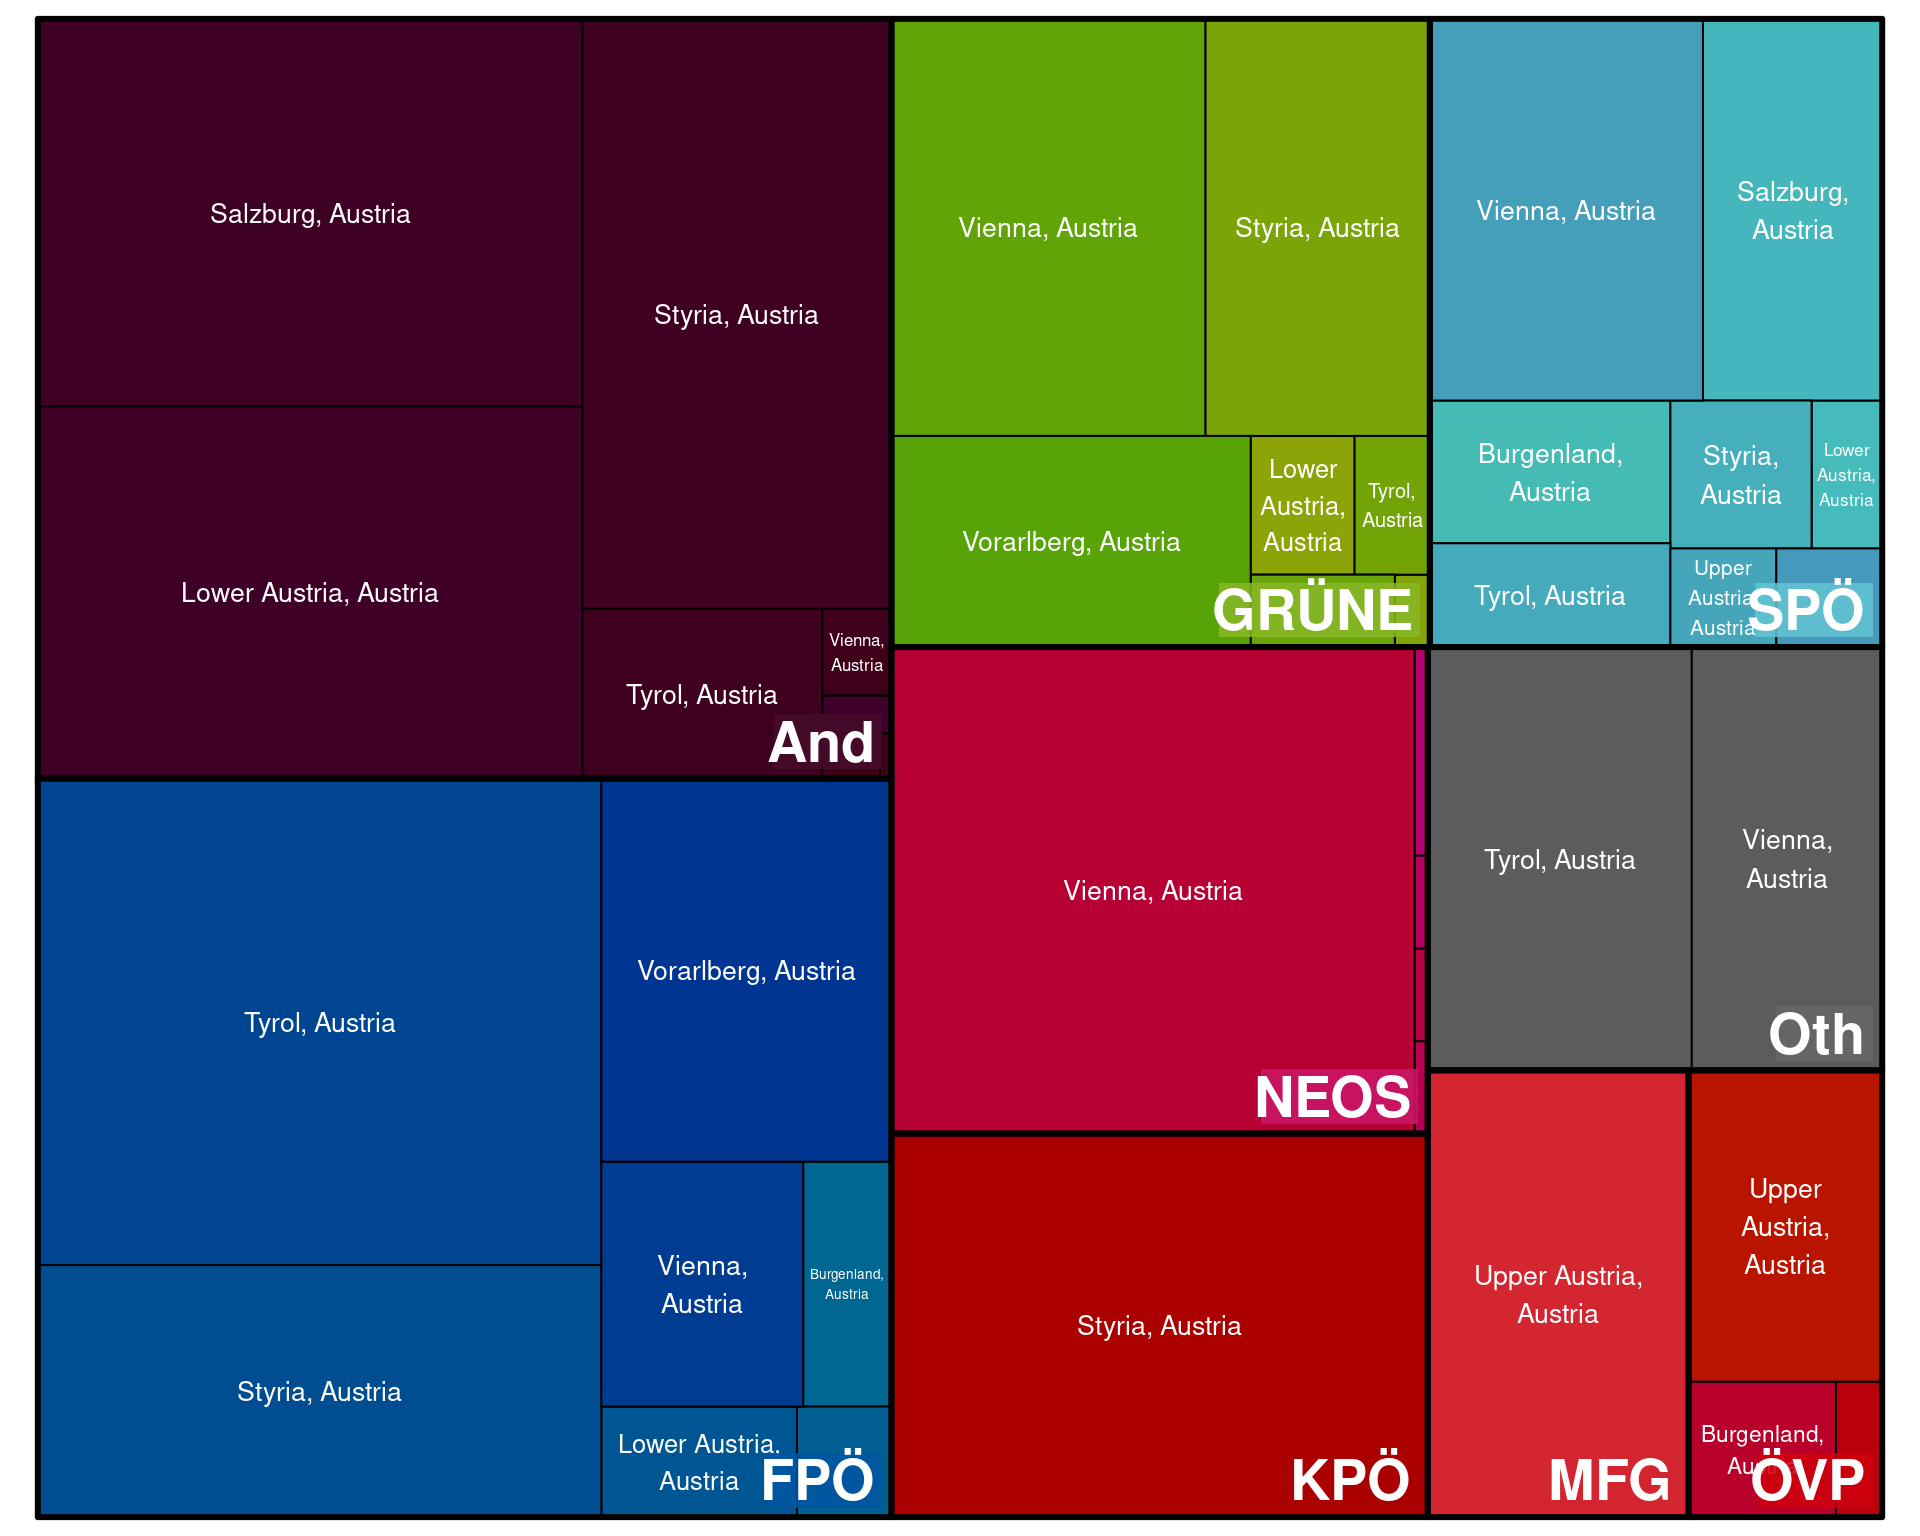 Salzburg, Austria
Lower Austria, Austria
Styria, Austria
Tyrol, Austria
Vienna,
Austria
And
Tyrol, Austria
Styria, Austria
Vorarlberg, Austria
Vienna,
Austria
Burgenland,
Austria
Lower Austria,
Austria
FPÖ
Vienna, Austria
Styria, Austria
Vorarlberg, Austria
Lower
Austria,
Austria
Tyrol,
Austria
GRÜNE
Vienna, Austria
NEOS
Styria, Austria
KPÖ
Vienna, Austria
Salzburg,
Austria
Burgenland,
Austria
Tyrol, Austria
Styria,
Austria
Lower
Austria,
Austria
Upper
Austria,
Austria
SPÖ
Tyrol, Austria
Vienna,
Austria
Oth
Upper Austria,
Austria
MFG
Upper
Austria,
Austria
Burgenland,
Austria
ÖVP